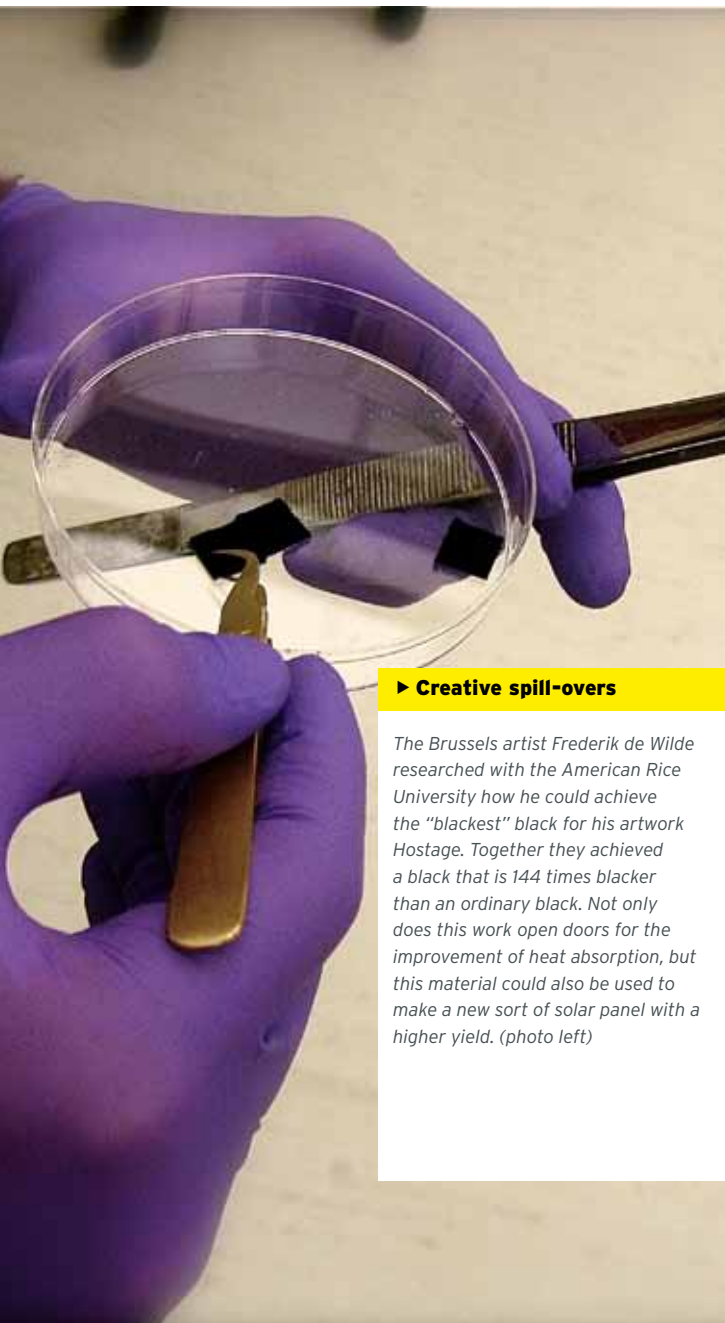 ▶ Creative spill-overs
The Brussels artist Frederik de Wilde
researched with the American Rice
University how he could achieve
the “blackest” black for his artwork
Hostage. Together they achieved
a black that is 144 times blacker
than an ordinary black. Not only
does this work open doors for the
improvement of heat absorption, but
this material could also be used to
make a new sort of solar panel with a
higher yield. (photo left)